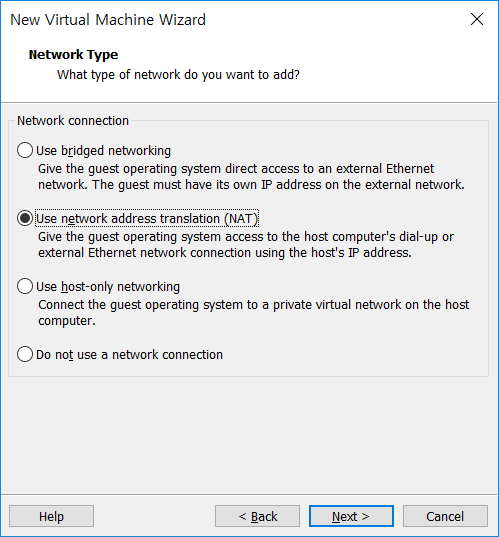 New Virtual Machine Wizard
Network Type
What type of network do you want to add?
Network connection
Use bridged networking
Give the guest operating system direct access to an external Ethernet
network. The guest must have its own IP address on the external network.
Use network address translation (NAT)
Give the guest operating system access to the host computer's dial-up or
external Ethernet network connection using the host's IP address.
Use host-only networking
Connect the guest operating system to a private virtual network on the host
computer.
Do not use a network connection
Help
< Back
Next >
Cancel